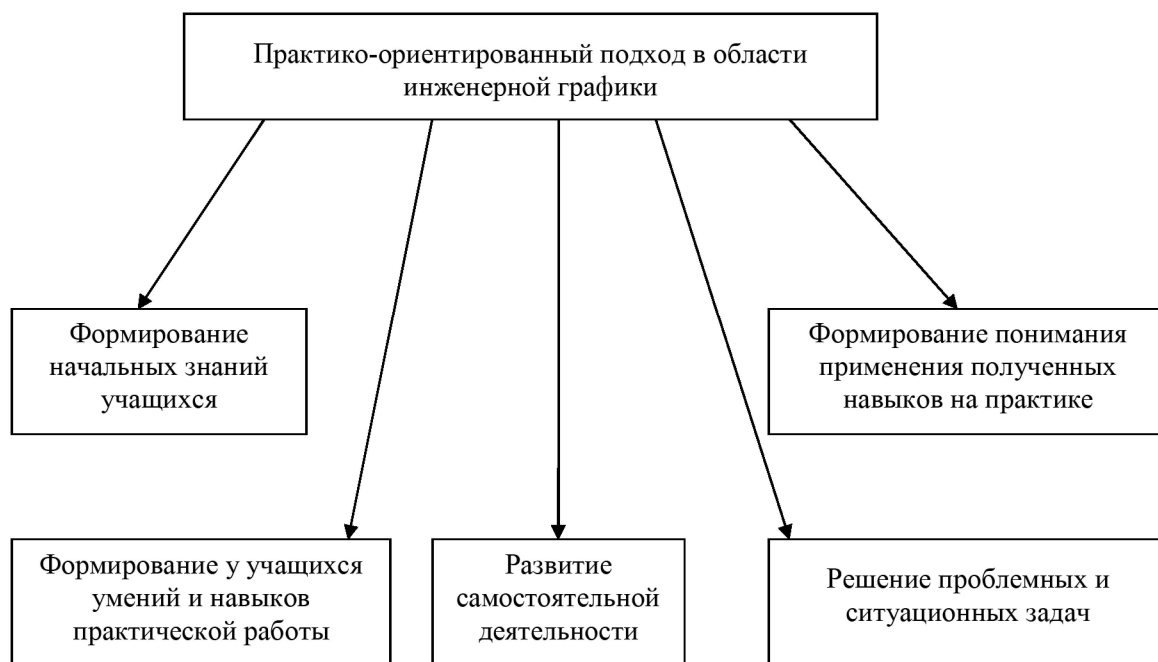 Практико-ориентированный подход в области
инженерной графики
Формирование
начальных знаний
учащихся
Формирование понимания
применения полученных
навыков на практике
Формирование у учащихся
умений и навыков
практической работы
Развитие
самостоятельной
деятельности
Решение проблемных и
ситуационных задач